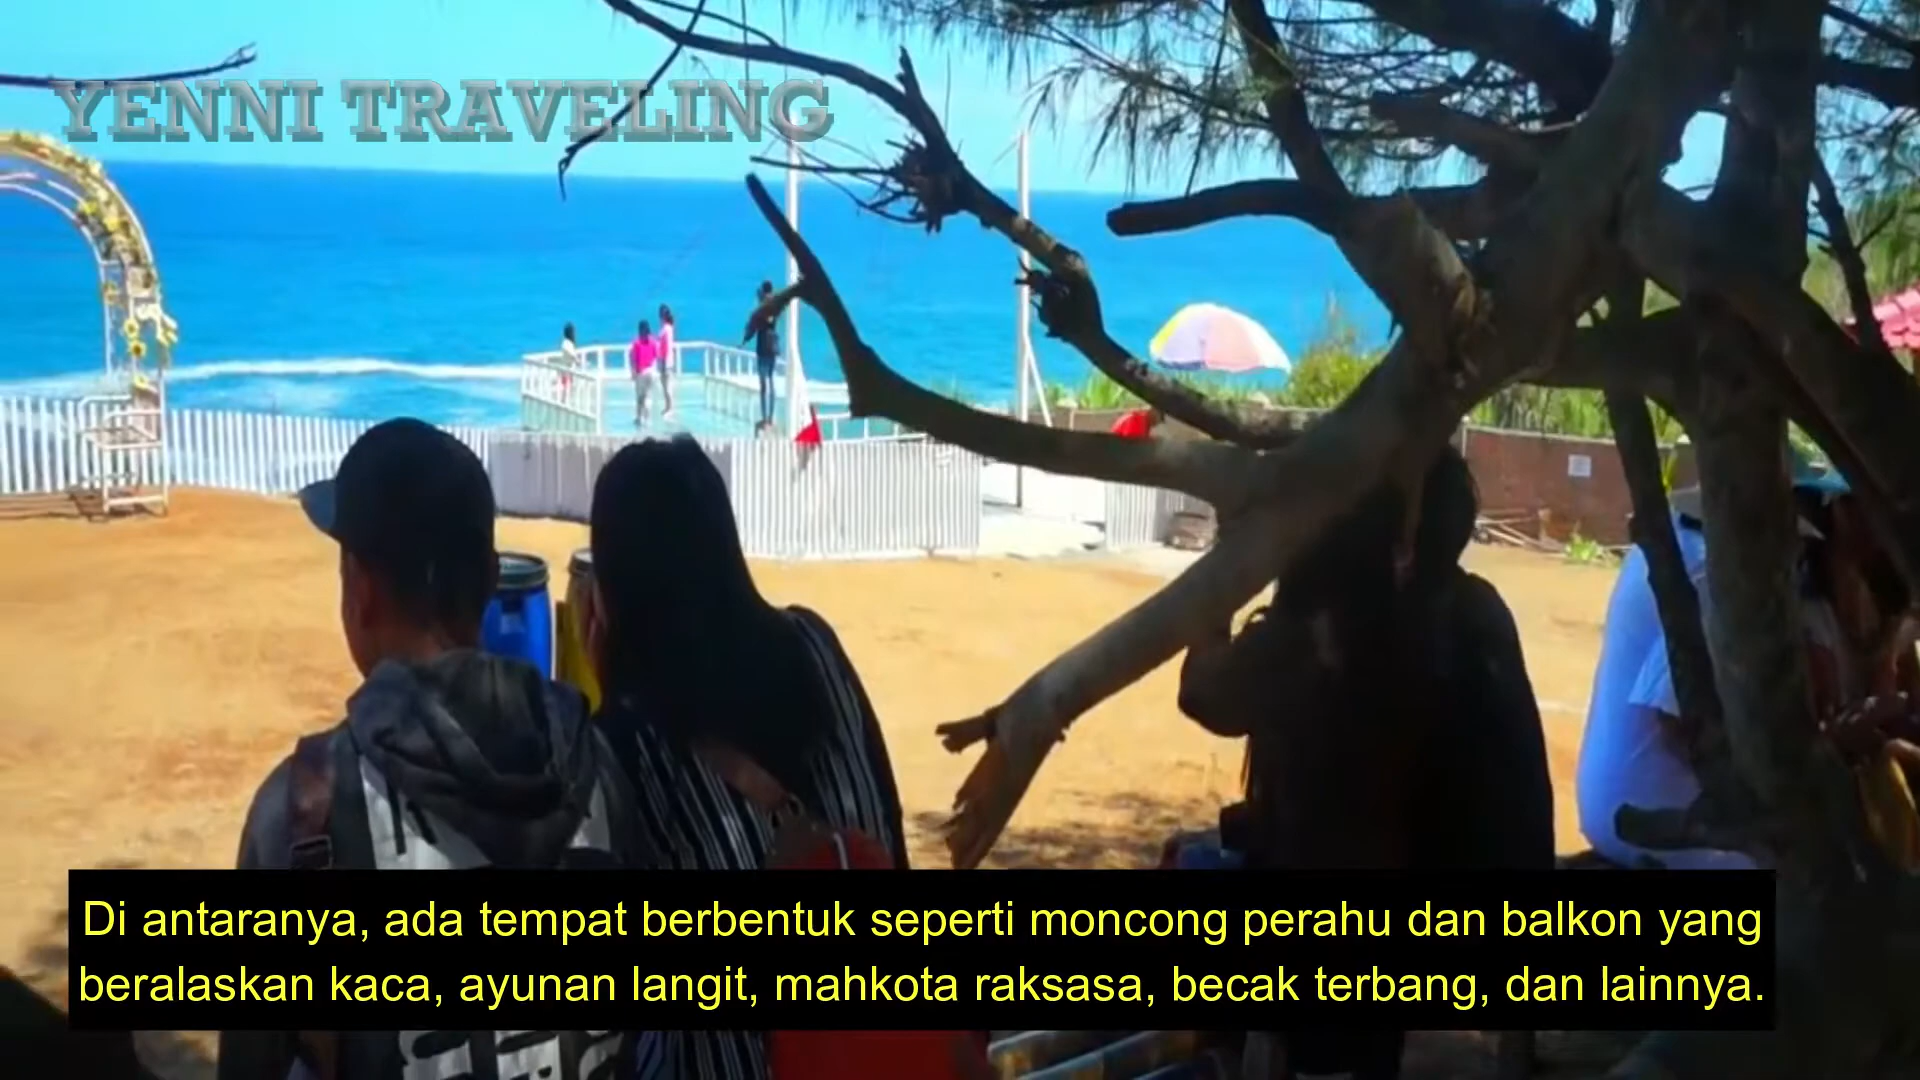 YENNI TRAVELING
Di antaranya, ada tempat berbentuk seperti moncong perahu dan balkon yang
beralaskan kaca, ayunan langit, mahkota raksasa, becak terbang, dan lainnya.